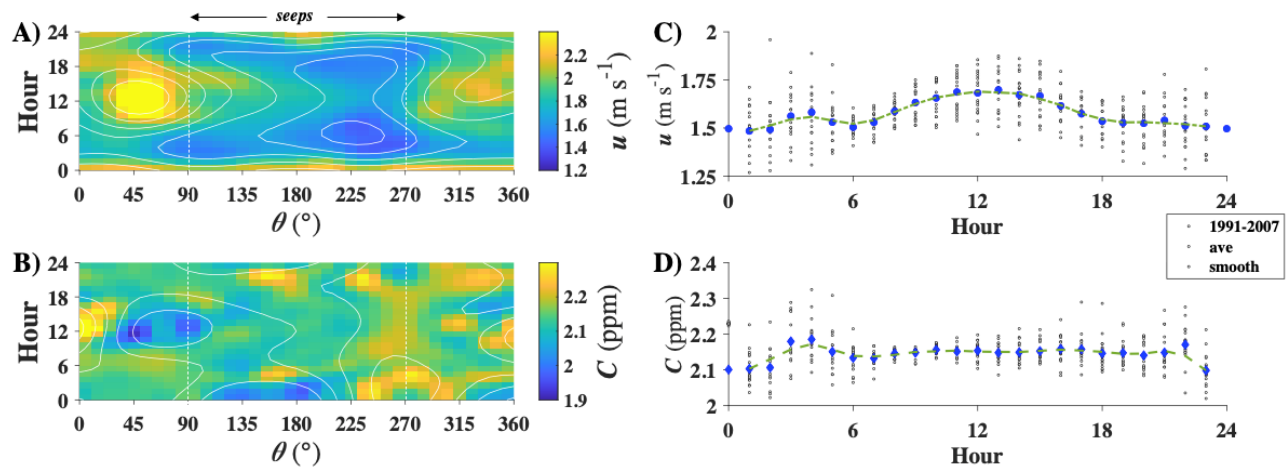 seeps
A)
24
18
12
6
0
Hour
0 45 90 135 180 225 270 315 360
θ (°)
2.2
2
1.8
1.6
1.4
1.2
u (m s⁻¹)
B)
24
18
12
6
0
Hour
0 45 90 135 180 225 270 315 360
θ (°)
2.20
2.10
2
1.9
C (ppm)
C)
2
1.75
1.5
1.25
u (m s⁻¹)
0 6 12 18 24
Hour
1991-2007
ave
smooth
D)
2.4
2.3
2.2
2.1
2
C (ppm)
0 6 12 18 24
Hour